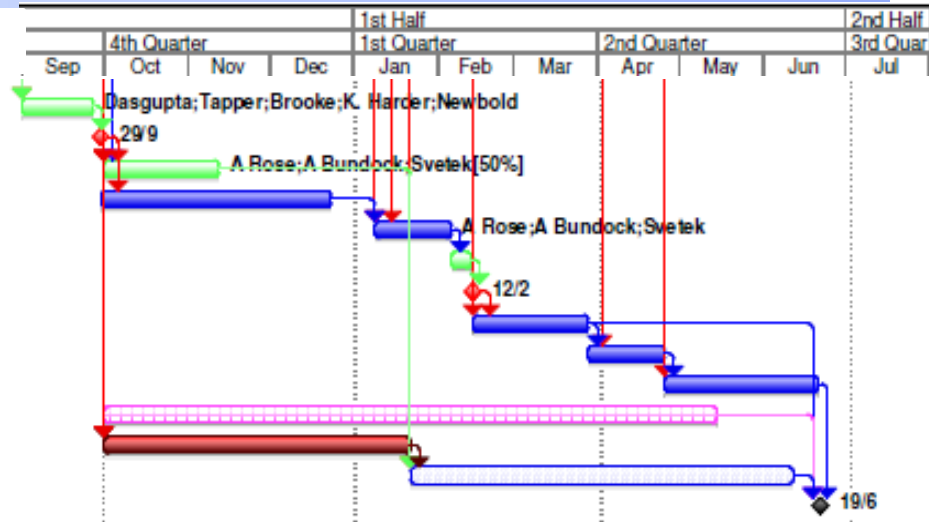 1st Half 2nd Half
4th Quarter 1st Quarter 2nd Quarter 3rd Quar
Sep Oct Nov Dec Jan Feb Mar Apr May Jun Jul
Dasgupta;Tapper;Brooke;K. Harder;Newbold
29/9
A Rose;A Bundock;Svetek[50%]
A Rose;A Bundock;Svetek
12/2
19/6